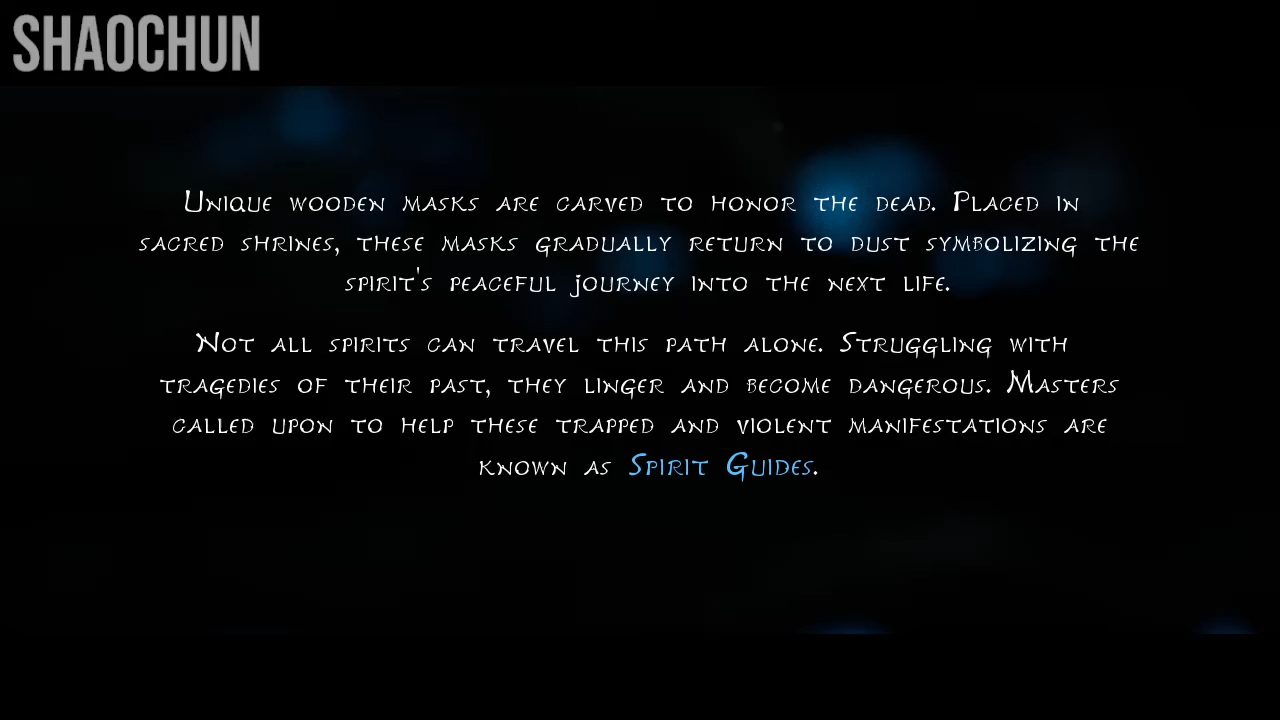 SHAOCHUN
Unique wooden masks are carved to honor the dead. Placed in
sacred shrines, these masks gradually return to dust symbolizing the
spirit's peaceful journey into the next life.
Not all spirits can travel this path alone. Struggling with
tragedies of their past, they linger and become dangerous. Masters
called upon to help these trapped and violent manifestations are
known as Spirit Guides.